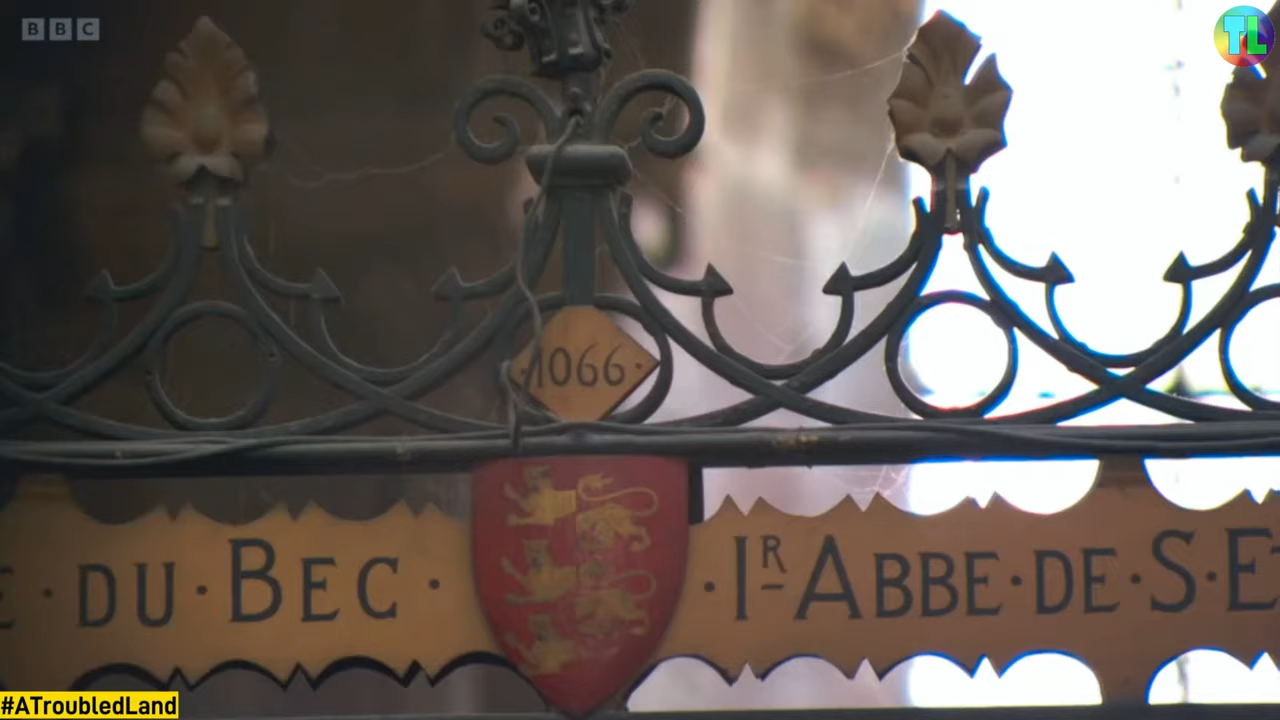 BBC
TL
·1066·
· DU · BEC · · IR ABBE · DE · S · E
#ATroubledLand